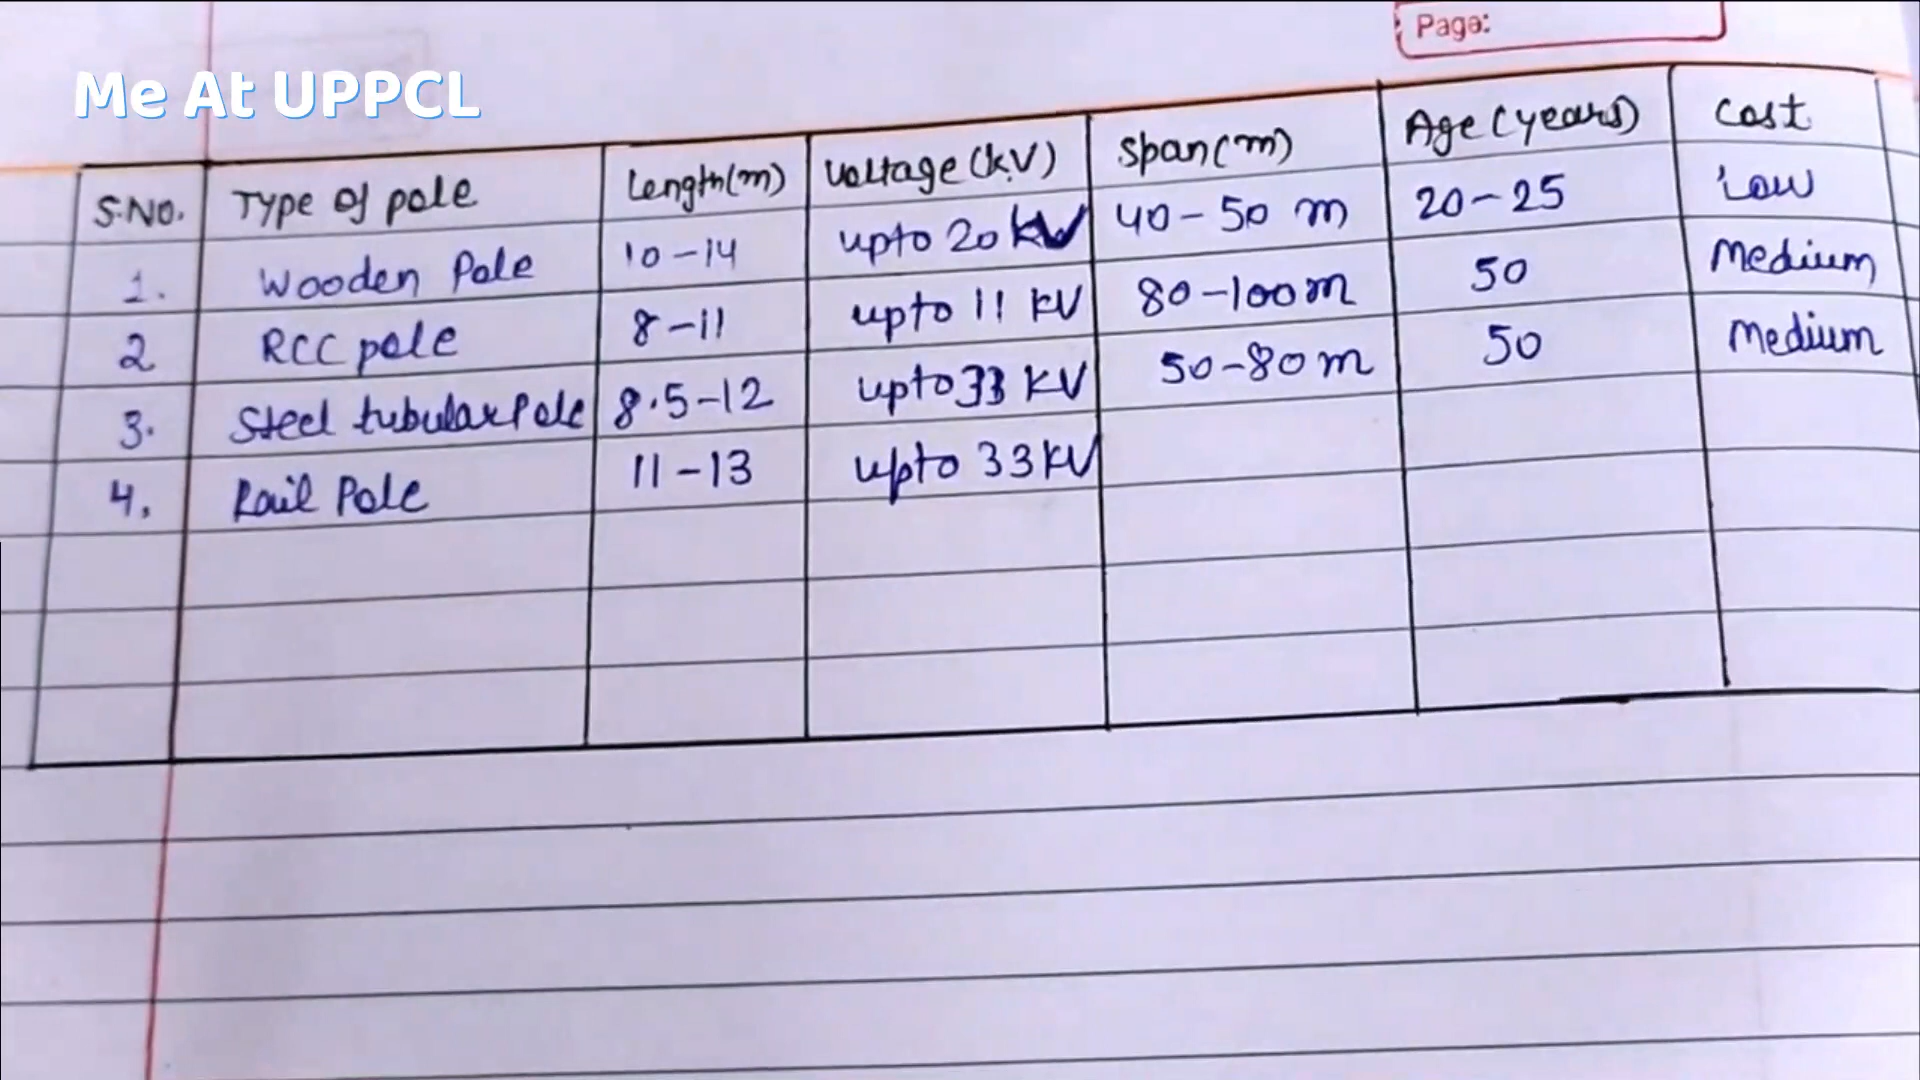 Page:
Me At UPPCL
S.No. Type of pole Length(m) Voltage (kV) Span(m) Age (years) Cost
1. Wooden Pole 10-14 upto 20 kV 40-50 m 20-25 Low
2 RCC pole 8-11 upto 11 kV 80-100m 50 Medium
3. Steel tubular Pole 8.5-12 upto 33 kV 50-80 m 50 Medium
4. Rail Pole 11-13 upto 33 kV